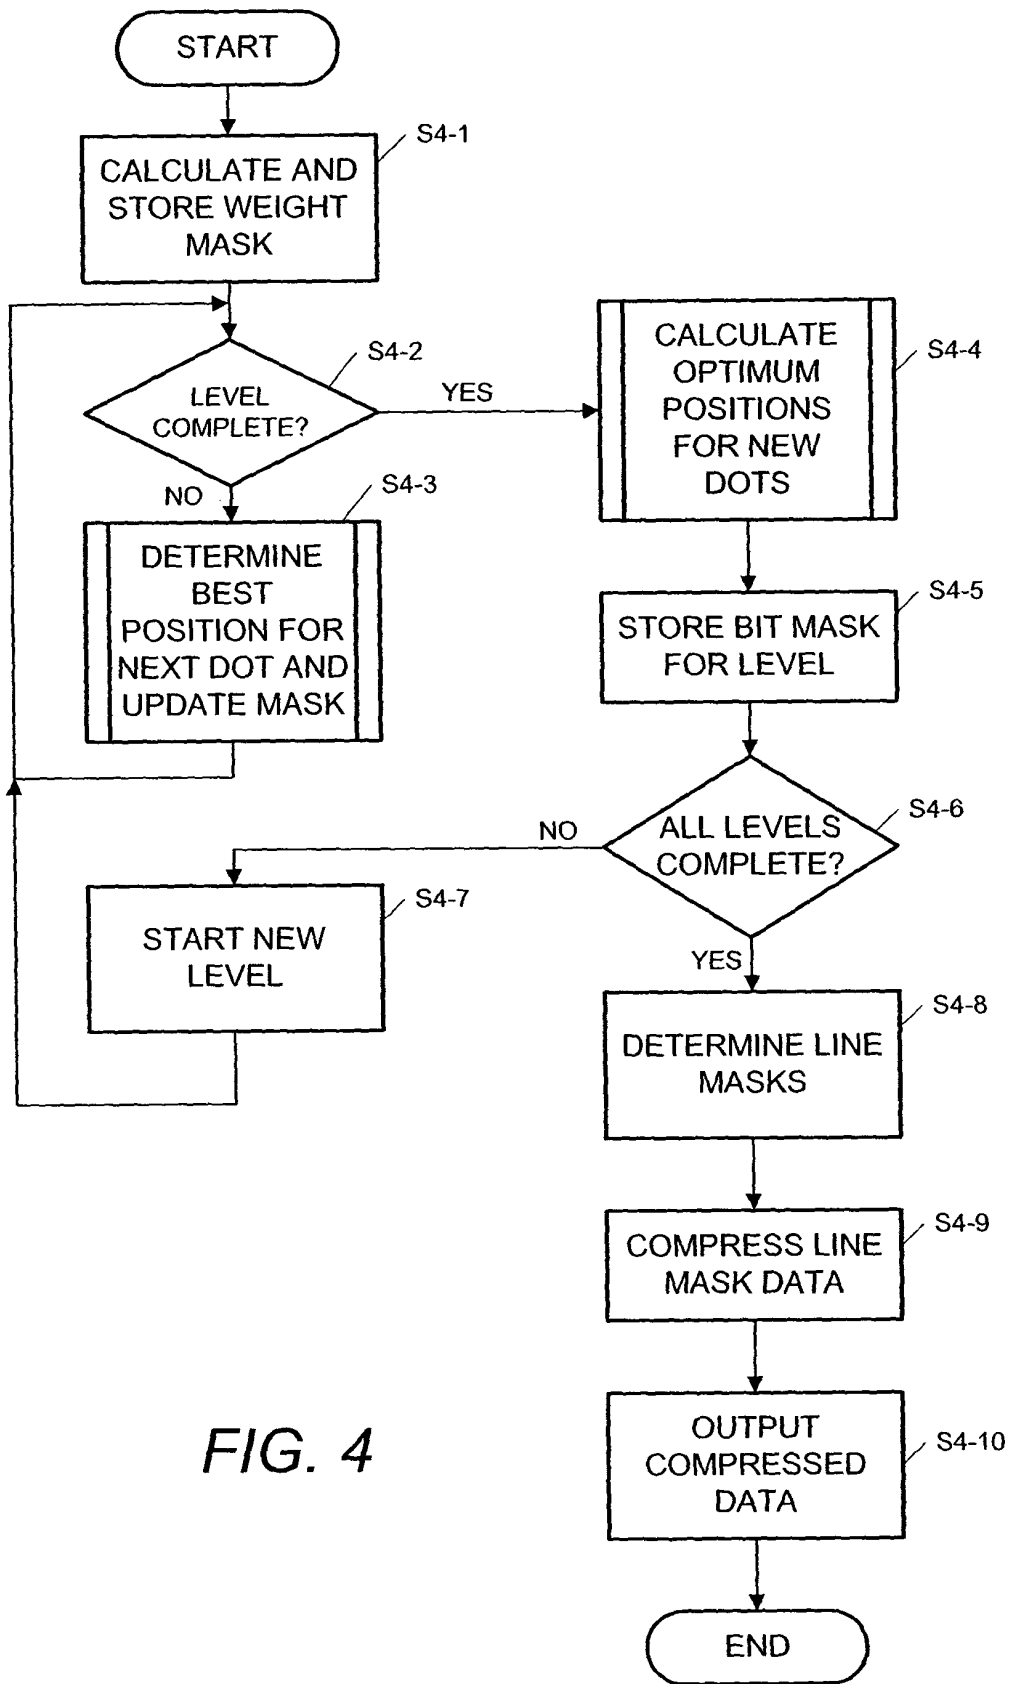 START
S4-1
CALCULATE AND
STORE WEIGHT
MASK
S4-2
LEVEL
COMPLETE?
YES
NO
S4-3
DETERMINE
BEST
POSITION FOR
NEXT DOT AND
UPDATE MASK
S4-4
CALCULATE
OPTIMUM
POSITIONS
FOR NEW
DOTS
S4-5
STORE BIT MASK
FOR LEVEL
S4-6
ALL LEVELS
COMPLETE?
NO
S4-7
START NEW
LEVEL
YES
S4-8
DETERMINE LINE
MASKS
S4-9
COMPRESS LINE
MASK DATA
S4-10
OUTPUT
COMPRESSED
DATA
END
FIG. 4